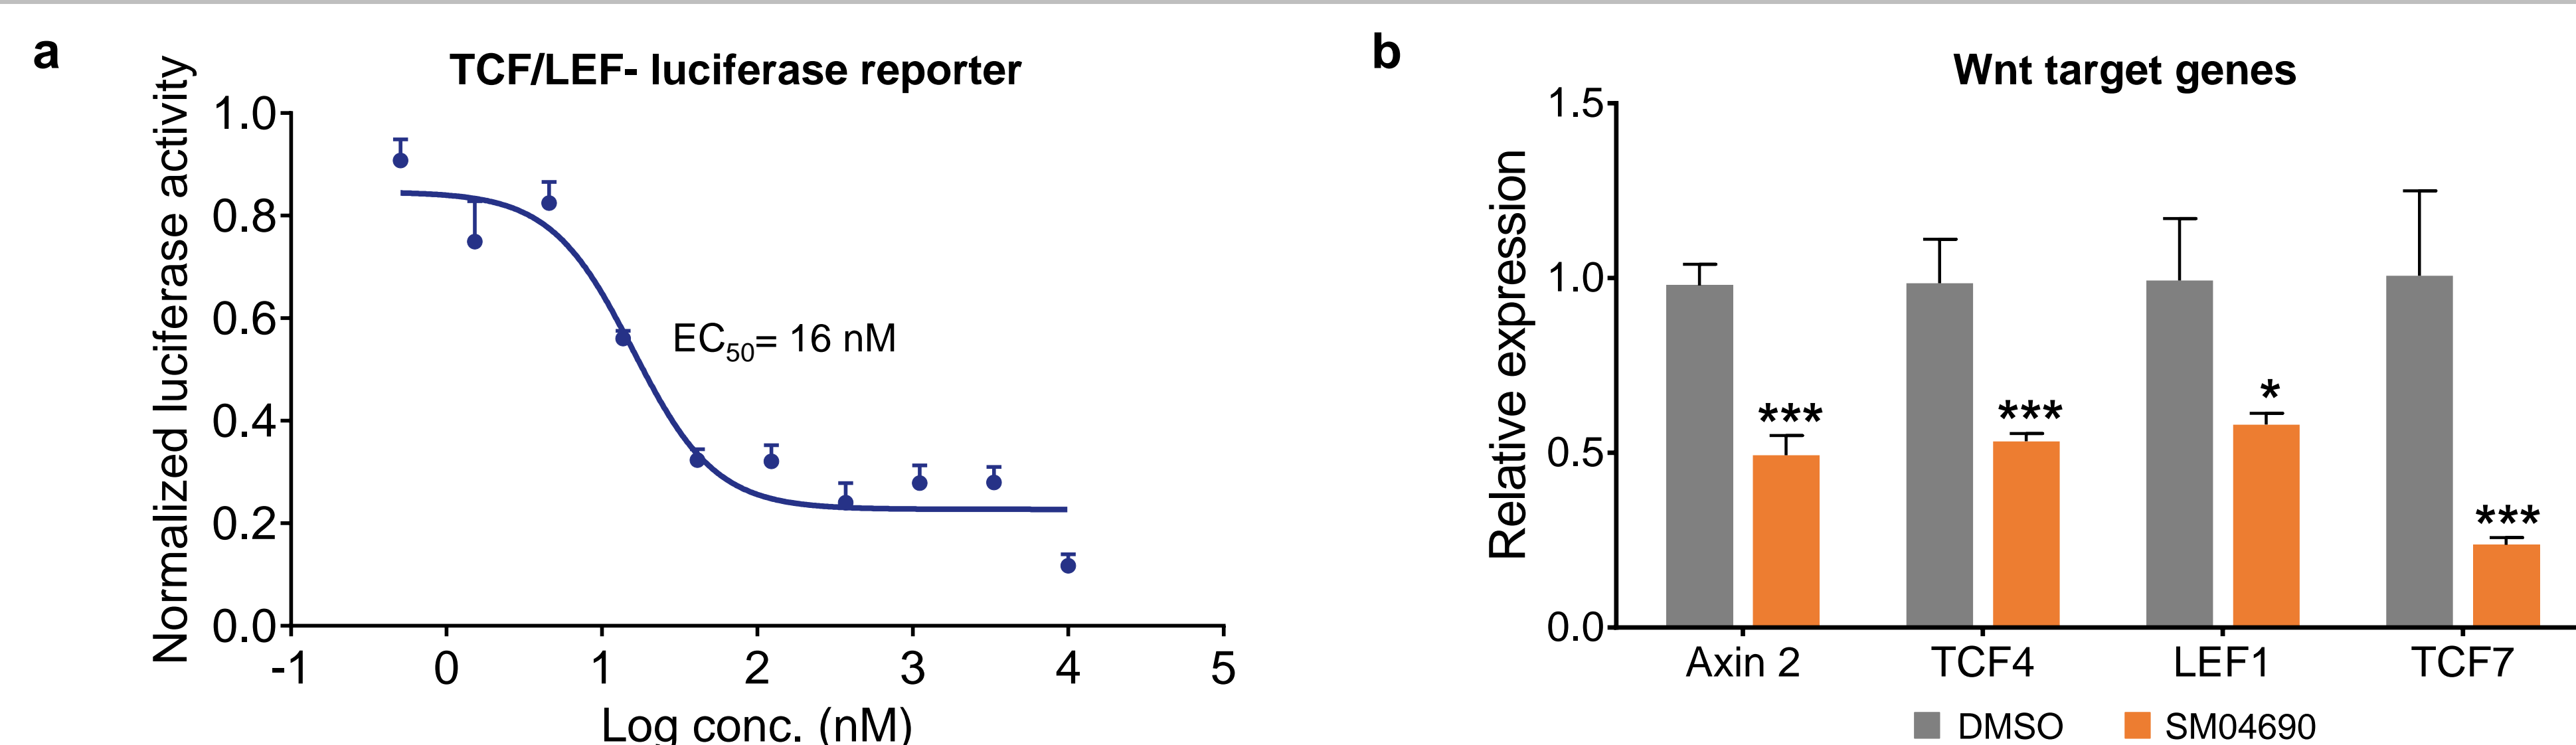 a
TCF/LEF- luciferase reporter
Normalized luciferase activity
1.0
0.8
0.6
0.4
0.2
0.0
EC50= 16 nM
-1 0 1 2 3 4 5
Log conc. (nM)
b
Wnt target genes
Relative expression
1.5
1.0
0.5
0.0
*** *** * ***
Axin 2 TCF4 LEF1 TCF7
DMSO SM04690